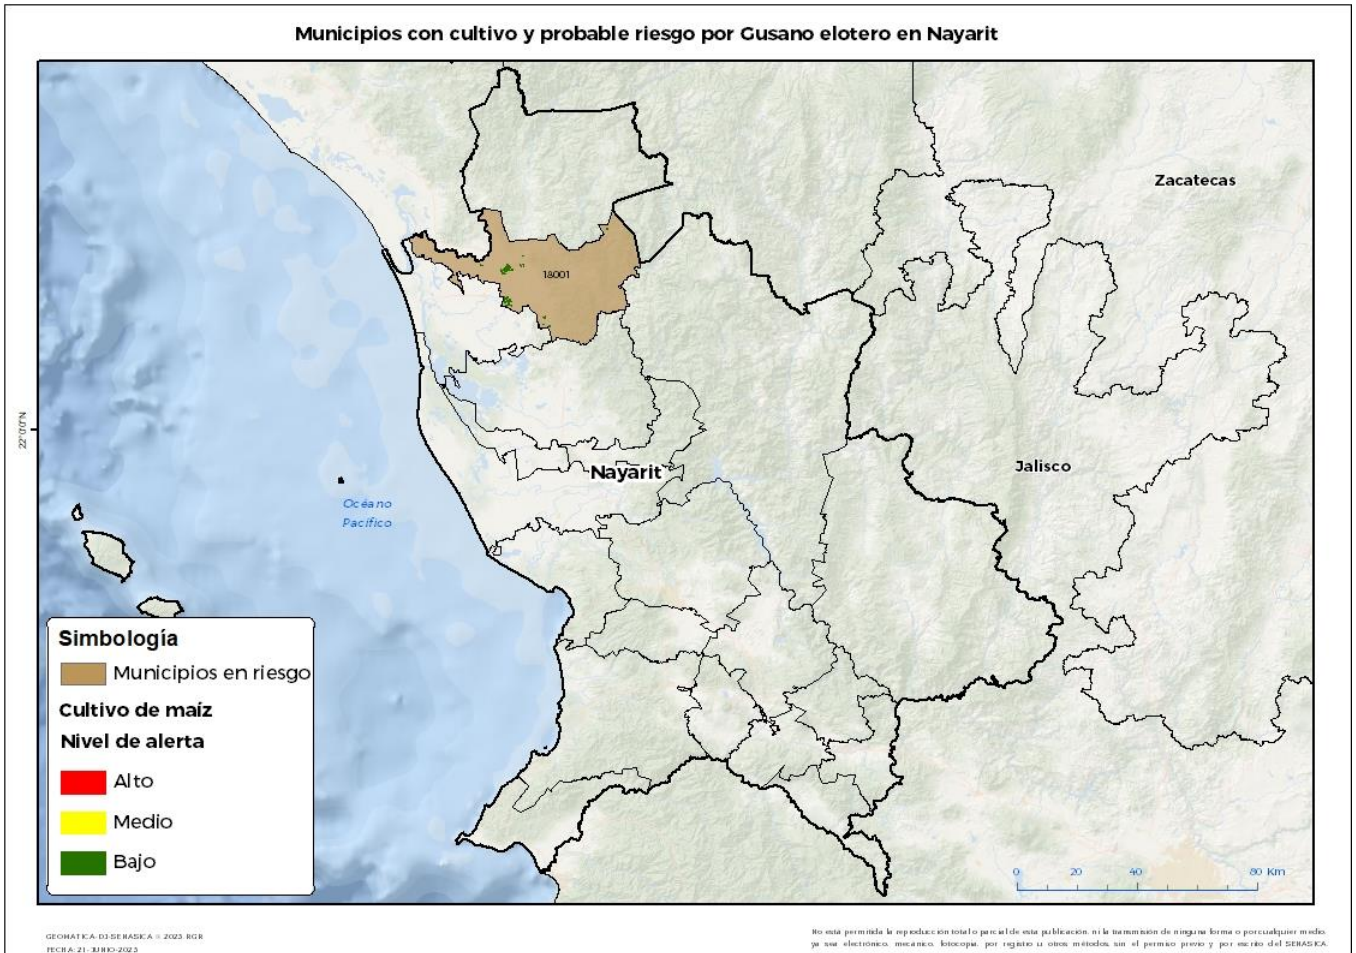 Municipios con cultivo y probable riesgo por Gusano elotero en Nayarit
Zacatecas
18001
22°0'0"N
Nayarit
Jalisco
Océano
Pacífico
Simbología
Municipios en riesgo
Cultivo de maíz
Nivel de alerta
Alto
Medio
Bajo
0 20 40 80 Km
GEOMATICA-DJ-SENASICA © 2023 RGR
FECHA: 21-JUNIO-2023
No está permitida la reproducción total o parcial de esta publicación, ni la transmisión de ninguna forma o por cualquier medio,
ya sea electrónico, mecánico, fotocopia, por registro u otros métodos, sin el permiso previo y por escrito del SENASICA.